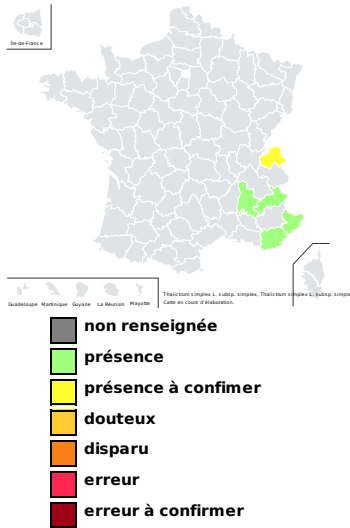 Île-de-France
Guadeloupe Martinique Guyane La Réunion Mayotte
Thalictrum simplex L. subsp. simplex, Thalictrum simplex L. subsp. simple
Carte en cours d'élaboration.
non renseignée
présence
présence à confimer
douteux
disparu
erreur
erreur à confirmer